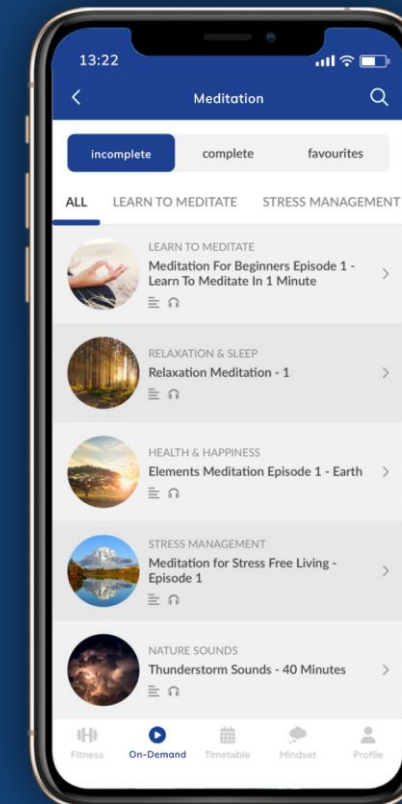 13:22
Meditation
incomplete complete favourites
ALL LEARN TO MEDITATE STRESS MANAGEMENT
LEARN TO MEDITATE
Meditation For Beginners Episode 1 -
Learn To Meditate In 1 Minute
RELAXATION & SLEEP
Relaxation Meditation - 1
HEALTH & HAPPINESS
Elements Meditation Episode 1 - Earth
STRESS MANAGEMENT
Meditation for Stress Free Living -
Episode 1
NATURE SOUNDS
Thunderstorm Sounds - 40 Minutes
Fitness On-Demand Timetable Mindset Profile